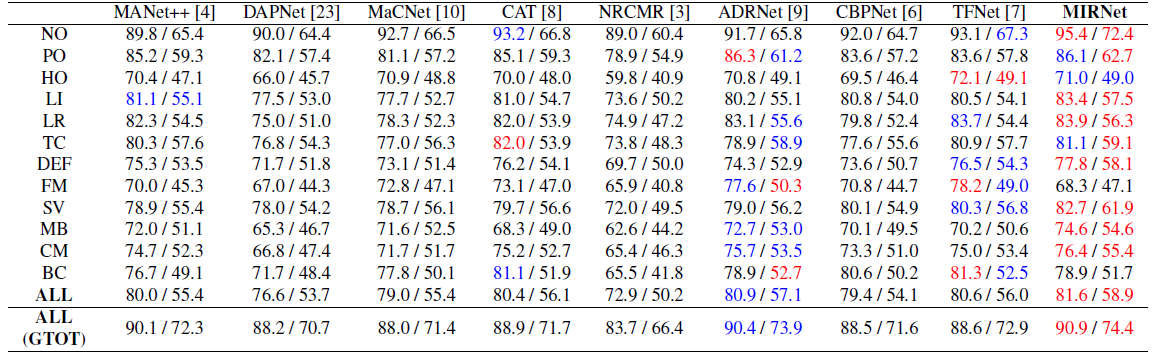 MANet++ [4] DAPNet [23] MaCNet [10] CAT [8] NRCMR [3] ADRNet [9] CBPNet [6] TFNet [7] MIRNet
NO 89.8 / 65.4 90.0 / 64.4 92.7 / 66.5 93.2 / 66.8 89.0 / 60.4 91.7 / 65.8 92.0 / 64.7 93.1 / 67.3 95.4 / 72.4
PO 85.2 / 59.3 82.1 / 57.4 81.1 / 57.2 85.1 / 59.3 78.9 / 54.9 86.3 / 61.2 83.6 / 57.2 83.6 / 57.8 86.1 / 62.7
HO 70.4 / 47.1 66.0 / 45.7 70.9 / 48.8 70.0 / 48.0 59.8 / 40.9 70.8 / 49.1 69.5 / 46.4 72.1 / 49.1 71.0 / 49.0
LI 81.1 / 55.1 77.5 / 53.0 77.7 / 52.7 81.0 / 54.7 73.6 / 50.2 80.2 / 55.1 80.8 / 54.0 80.5 / 54.1 83.4 / 57.5
LR 82.3 / 54.5 75.0 / 51.0 78.3 / 52.3 82.0 / 53.9 74.9 / 47.2 83.1 / 55.6 79.8 / 52.4 83.7 / 54.4 83.9 / 56.3
TC 80.3 / 57.6 76.8 / 54.3 77.0 / 56.3 82.0 / 53.9 73.8 / 48.3 78.9 / 58.9 77.6 / 55.6 80.9 / 57.7 81.1 / 59.1
DEF 75.3 / 53.5 71.7 / 51.8 73.1 / 51.4 76.2 / 54.1 69.7 / 50.0 74.3 / 52.9 73.6 / 50.7 76.5 / 54.3 77.8 / 58.1
FM 70.0 / 45.3 67.0 / 44.3 72.8 / 47.1 73.1 / 47.0 65.9 / 40.8 77.6 / 50.3 70.8 / 44.7 78.2 / 49.0 68.3 / 47.1
SV 78.9 / 55.4 78.0 / 54.2 78.7 / 56.1 79.7 / 56.6 72.0 / 49.5 79.0 / 56.2 80.1 / 54.9 80.3 / 56.8 82.7 / 61.9
MB 72.0 / 51.1 65.3 / 46.7 71.6 / 52.5 68.3 / 49.0 62.6 / 44.2 72.7 / 53.0 70.1 / 49.5 70.2 / 50.6 74.6 / 54.6
CM 74.7 / 52.3 66.8 / 47.4 71.7 / 51.7 75.2 / 52.7 65.4 / 46.3 75.7 / 53.5 73.3 / 51.0 75.0 / 53.4 76.4 / 55.4
BC 76.7 / 49.1 71.7 / 48.4 77.8 / 50.1 81.1 / 51.9 65.5 / 41.8 78.9 / 52.7 80.6 / 50.2 81.3 / 52.5 78.9 / 51.7
ALL 80.0 / 55.4 76.6 / 53.7 79.0 / 55.4 80.4 / 56.1 72.9 / 50.2 80.9 / 57.1 79.4 / 54.1 80.6 / 56.0 81.6 / 58.9
ALL
(GTOT) 90.1 / 72.3 88.2 / 70.7 88.0 / 71.4 88.9 / 71.7 83.7 / 66.4 90.4 / 73.9 88.5 / 71.6 88.6 / 72.9 90.9 / 74.4